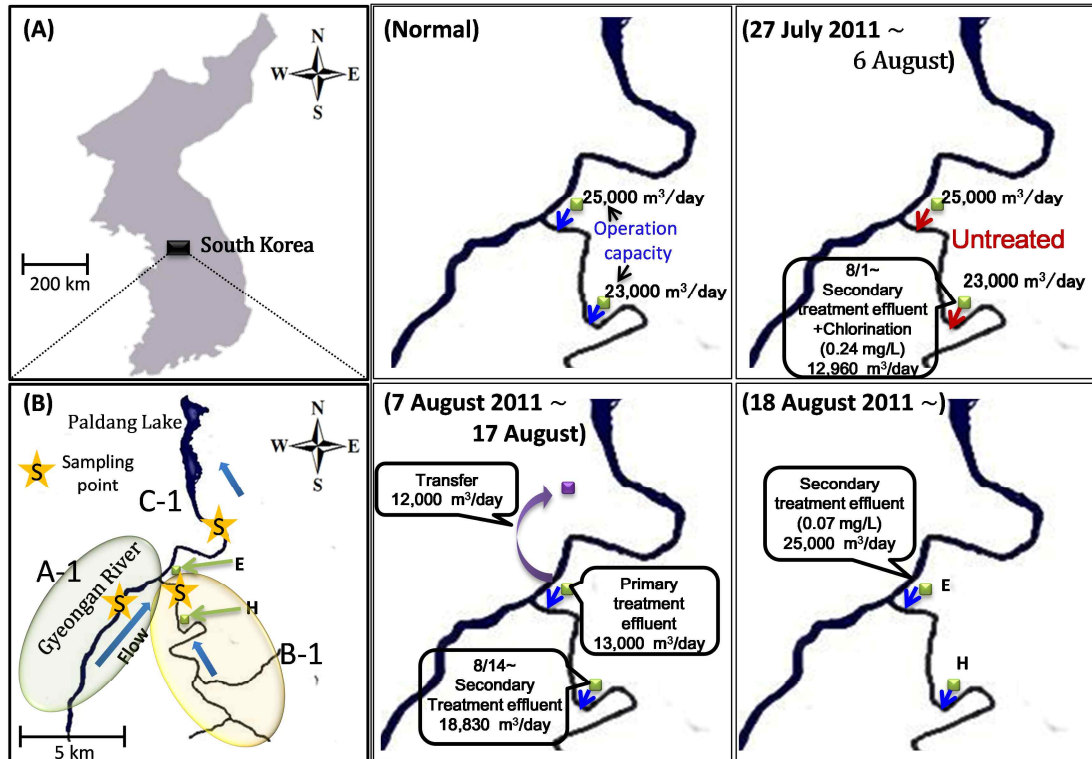 (A)
N
W
E
S
South Korea
200 km
(Normal)
25,000 m³/day
Operation
capacity
23,000 m³/day
(27 July 2011 ~
6 August)
25,000 m³/day
Untreated
23,000 m³/day
8/1~
Secondary
treatment effluent
+Chlorination
(0.24 mg/L)
12,960 m³/day
(B)
Paldang Lake
N
W
E
S
S
Sampling
point
C-1
S
A-1
E
Gyeongan River
S
S
H
Flow
B-1
5 km
(7 August 2011 ~
17 August)
Transfer
12,000 m³/day
Primary
treatment
effluent
13,000 m³/day
8/14~
Secondary
Treatment effluent
18,830 m³/day
(18 August 2011 ~)
Secondary
treatment effluent
(0.07 mg/L)
25,000 m³/day
E
H